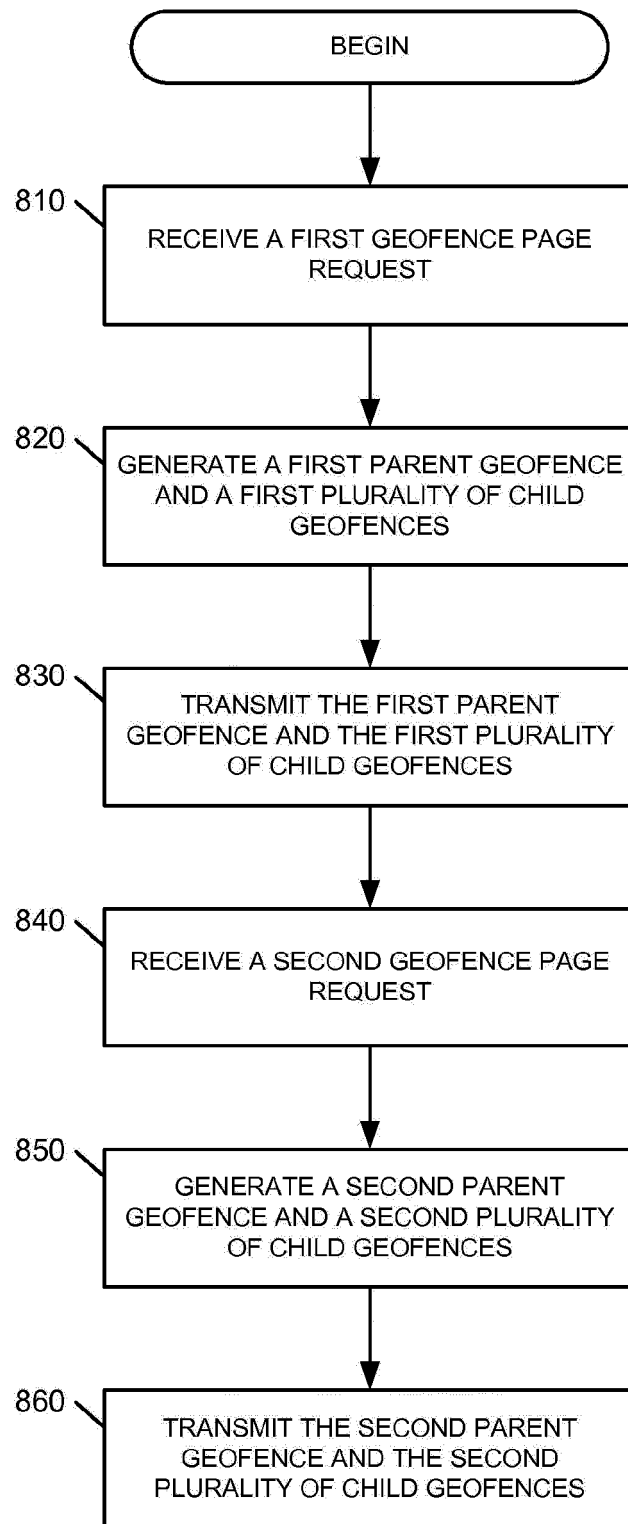 BEGIN
810
RECEIVE A FIRST GEOFENCE PAGE
REQUEST
820
GENERATE A FIRST PARENT GEOFENCE
AND A FIRST PLURALITY OF CHILD
GEOFENCES
830
TRANSMIT THE FIRST PARENT
GEOFENCE AND THE FIRST PLURALITY
OF CHILD GEOFENCES
840
RECEIVE A SECOND GEOFENCE PAGE
REQUEST
850
GENERATE A SECOND PARENT
GEOFENCE AND A SECOND PLURALITY
OF CHILD GEOFENCES
860
TRANSMIT THE SECOND PARENT
GEOFENCE AND THE SECOND
PLURALITY OF CHILD GEOFENCES